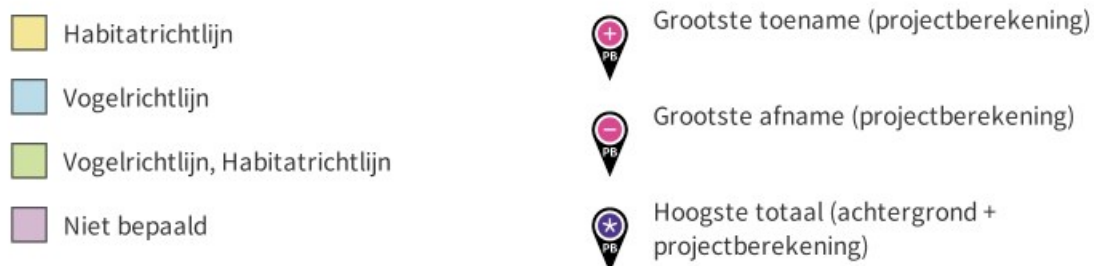 Habitatrichtlijn
Vogelrichtlijn
Vogelrichtlijn, Habitatrichtlijn
Niet bepaald
+
PB
Grootste toename (projectberekening)
−
PB
Grootste afname (projectberekening)
*
PB
Hoogste totaal (achtergrond +
projectberekening)